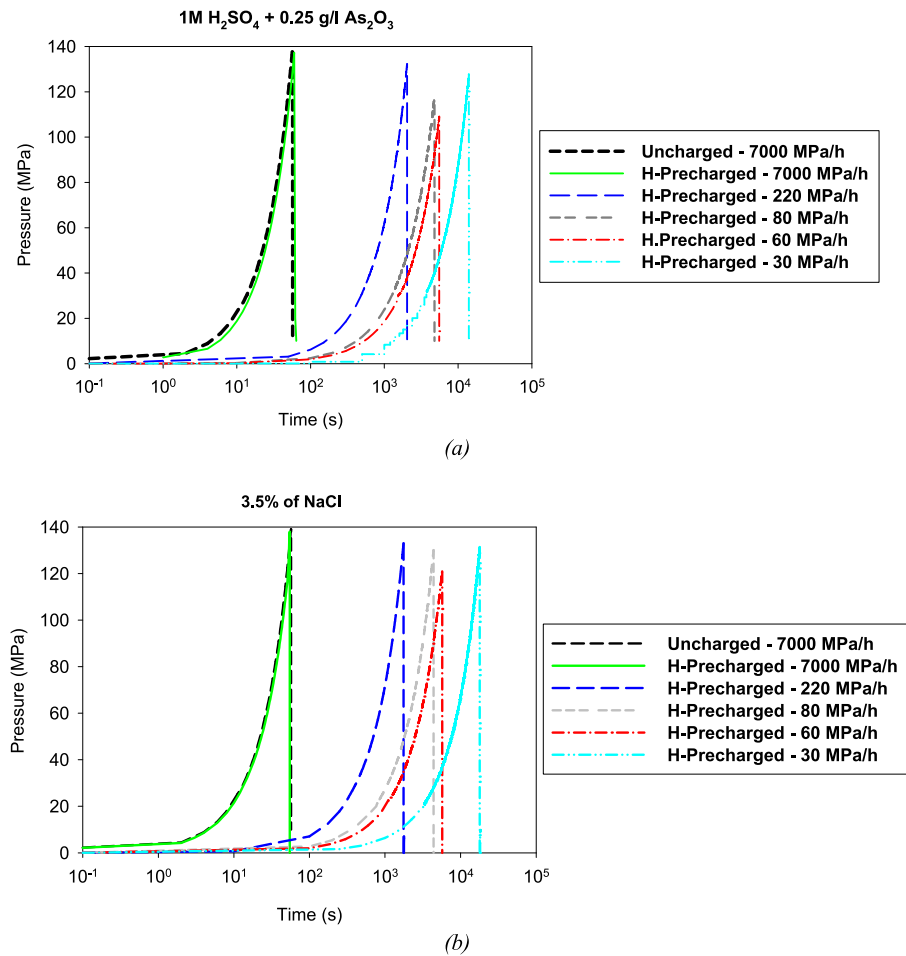 1M H₂SO₄ + 0.25 g/l As₂O₃
140
120
100
80
60
40
20
0
Pressure (MPa)
10⁻¹ 10⁰ 10¹ 10² 10³ 10⁴ 10⁵
Time (s)
Uncharged - 7000 MPa/h
H-Precharged - 7000 MPa/h
H-Precharged - 220 MPa/h
H-Precharged - 80 MPa/h
H.Precharged - 60 MPa/h
H-Precharged - 30 MPa/h
(a)
3.5% of NaCl
140
120
100
80
60
40
20
0
Pressure (MPa)
10⁻¹ 10⁰ 10¹ 10² 10³ 10⁴ 10⁵
Time (s)
Uncharged - 7000 MPa/h
H-Precharged - 7000 MPa/h
H-Precharged - 220 MPa/h
H-Precharged - 80 MPa/h
H-Precharged - 60 MPa/h
H-Precharged - 30 MPa/h
(b)